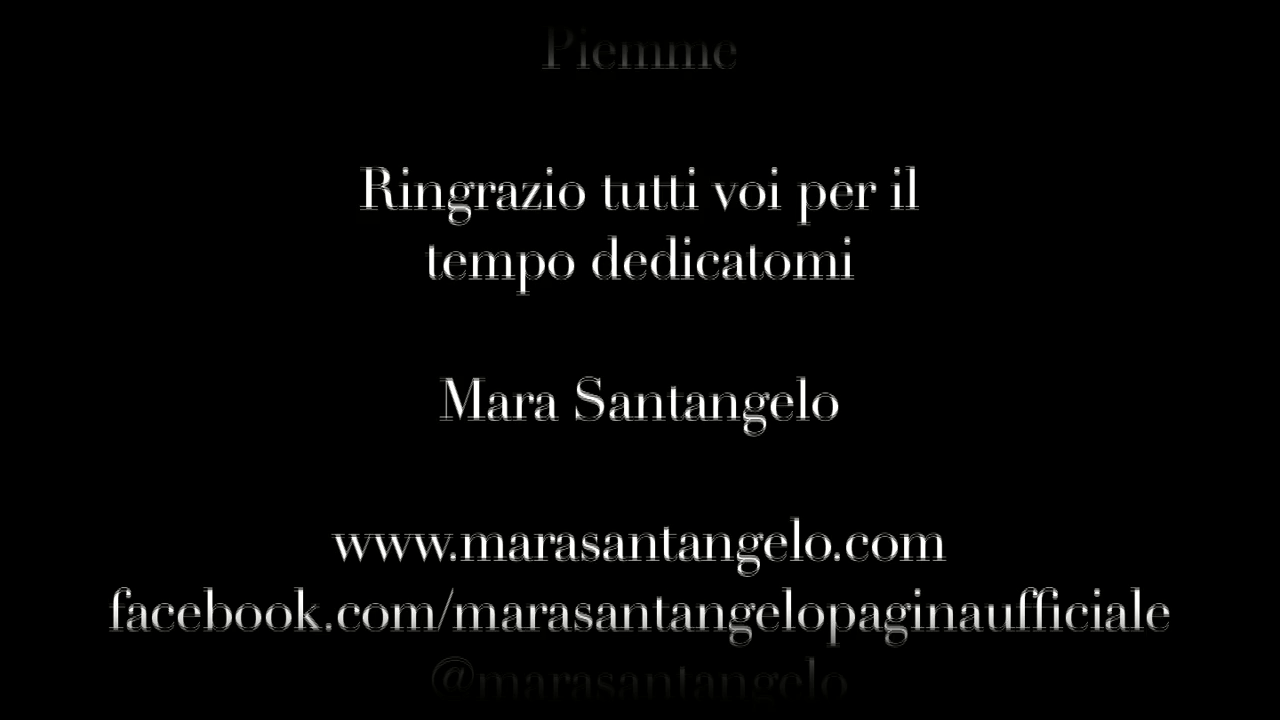 Piemme
Ringrazio tutti voi per il
tempo dedicatomi
Mara Santangelo
www.marasantangelo.com
facebook.com/marasantangelopaginaufficiale
@marasantangelo